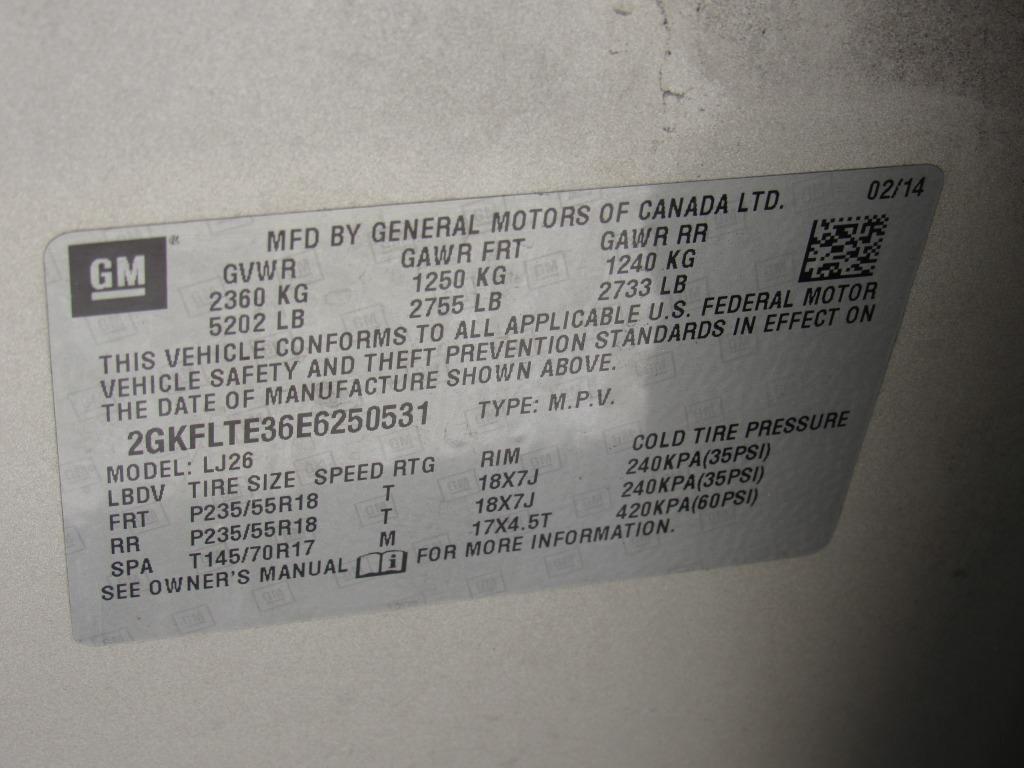 02/14
MFD BY GENERAL MOTORS OF CANADA LTD.
GM
GVWR GAWR FRT GAWR RR
2360 KG 1250 KG 1240 KG
5202 LB 2755 LB 2733 LB
THIS VEHICLE CONFORMS TO ALL APPLICABLE U.S. FEDERAL MOTOR
VEHICLE SAFETY AND THEFT PREVENTION STANDARDS IN EFFECT ON
THE DATE OF MANUFACTURE SHOWN ABOVE.
2GKFLTE36E6250531 TYPE: M.P.V.
MODEL: LJ26
LBDV TIRE SIZE SPEED RTG RIM COLD TIRE PRESSURE
FRT P235/55R18 T 18X7J 240KPA(35PSI)
RR P235/55R18 T 18X7J 240KPA(35PSI)
SPA T145/70R17 M 17X4.5T 420KPA(60PSI)
SEE OWNER'S MANUAL i FOR MORE INFORMATION.